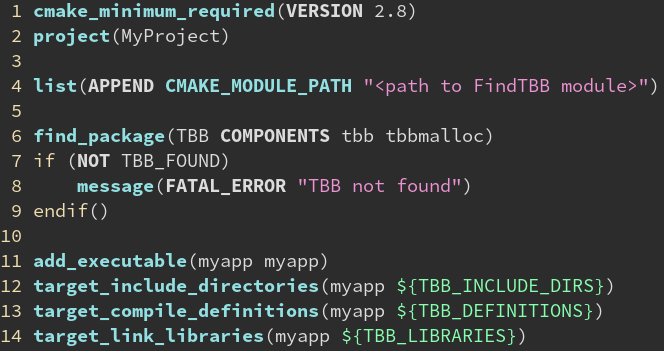 1 cmake_minimum_required(VERSION 2.8)
2 project(MyProject)
3
4 list(APPEND CMAKE_MODULE_PATH "<path to FindTBB module>")
5
6 find_package(TBB COMPONENTS tbb tbbmalloc)
7 if (NOT TBB_FOUND)
8     message(FATAL_ERROR "TBB not found")
9 endif()
10
11 add_executable(myapp myapp)
12 target_include_directories(myapp ${TBB_INCLUDE_DIRS})
13 target_compile_definitions(myapp ${TBB_DEFINITIONS})
14 target_link_libraries(myapp ${TBB_LIBRARIES})